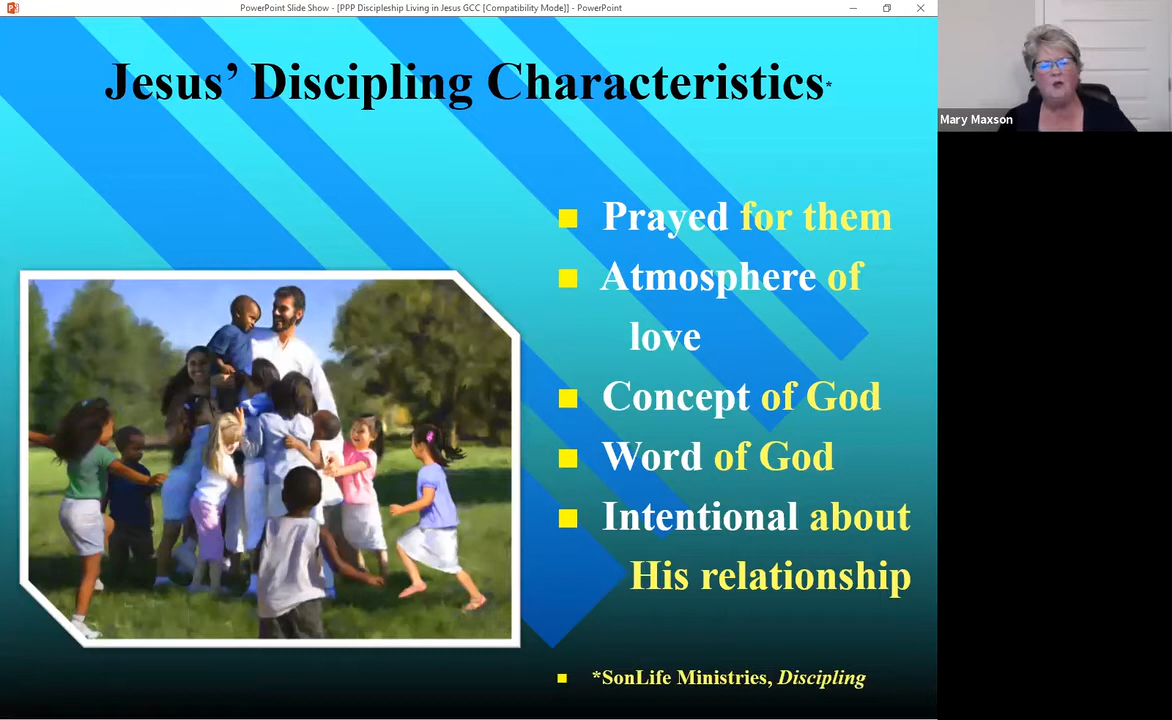 PowerPoint Slide Show - [PPP Discipleship Living in Jesus GCC [Compatibility Mode]] - PowerPoint
Jesus’ Discipling Characteristics*
Mary Maxson
Prayed for them
Atmosphere of
love
Concept of God
Word of God
Intentional about
His relationship
*SonLife Ministries, Discipling